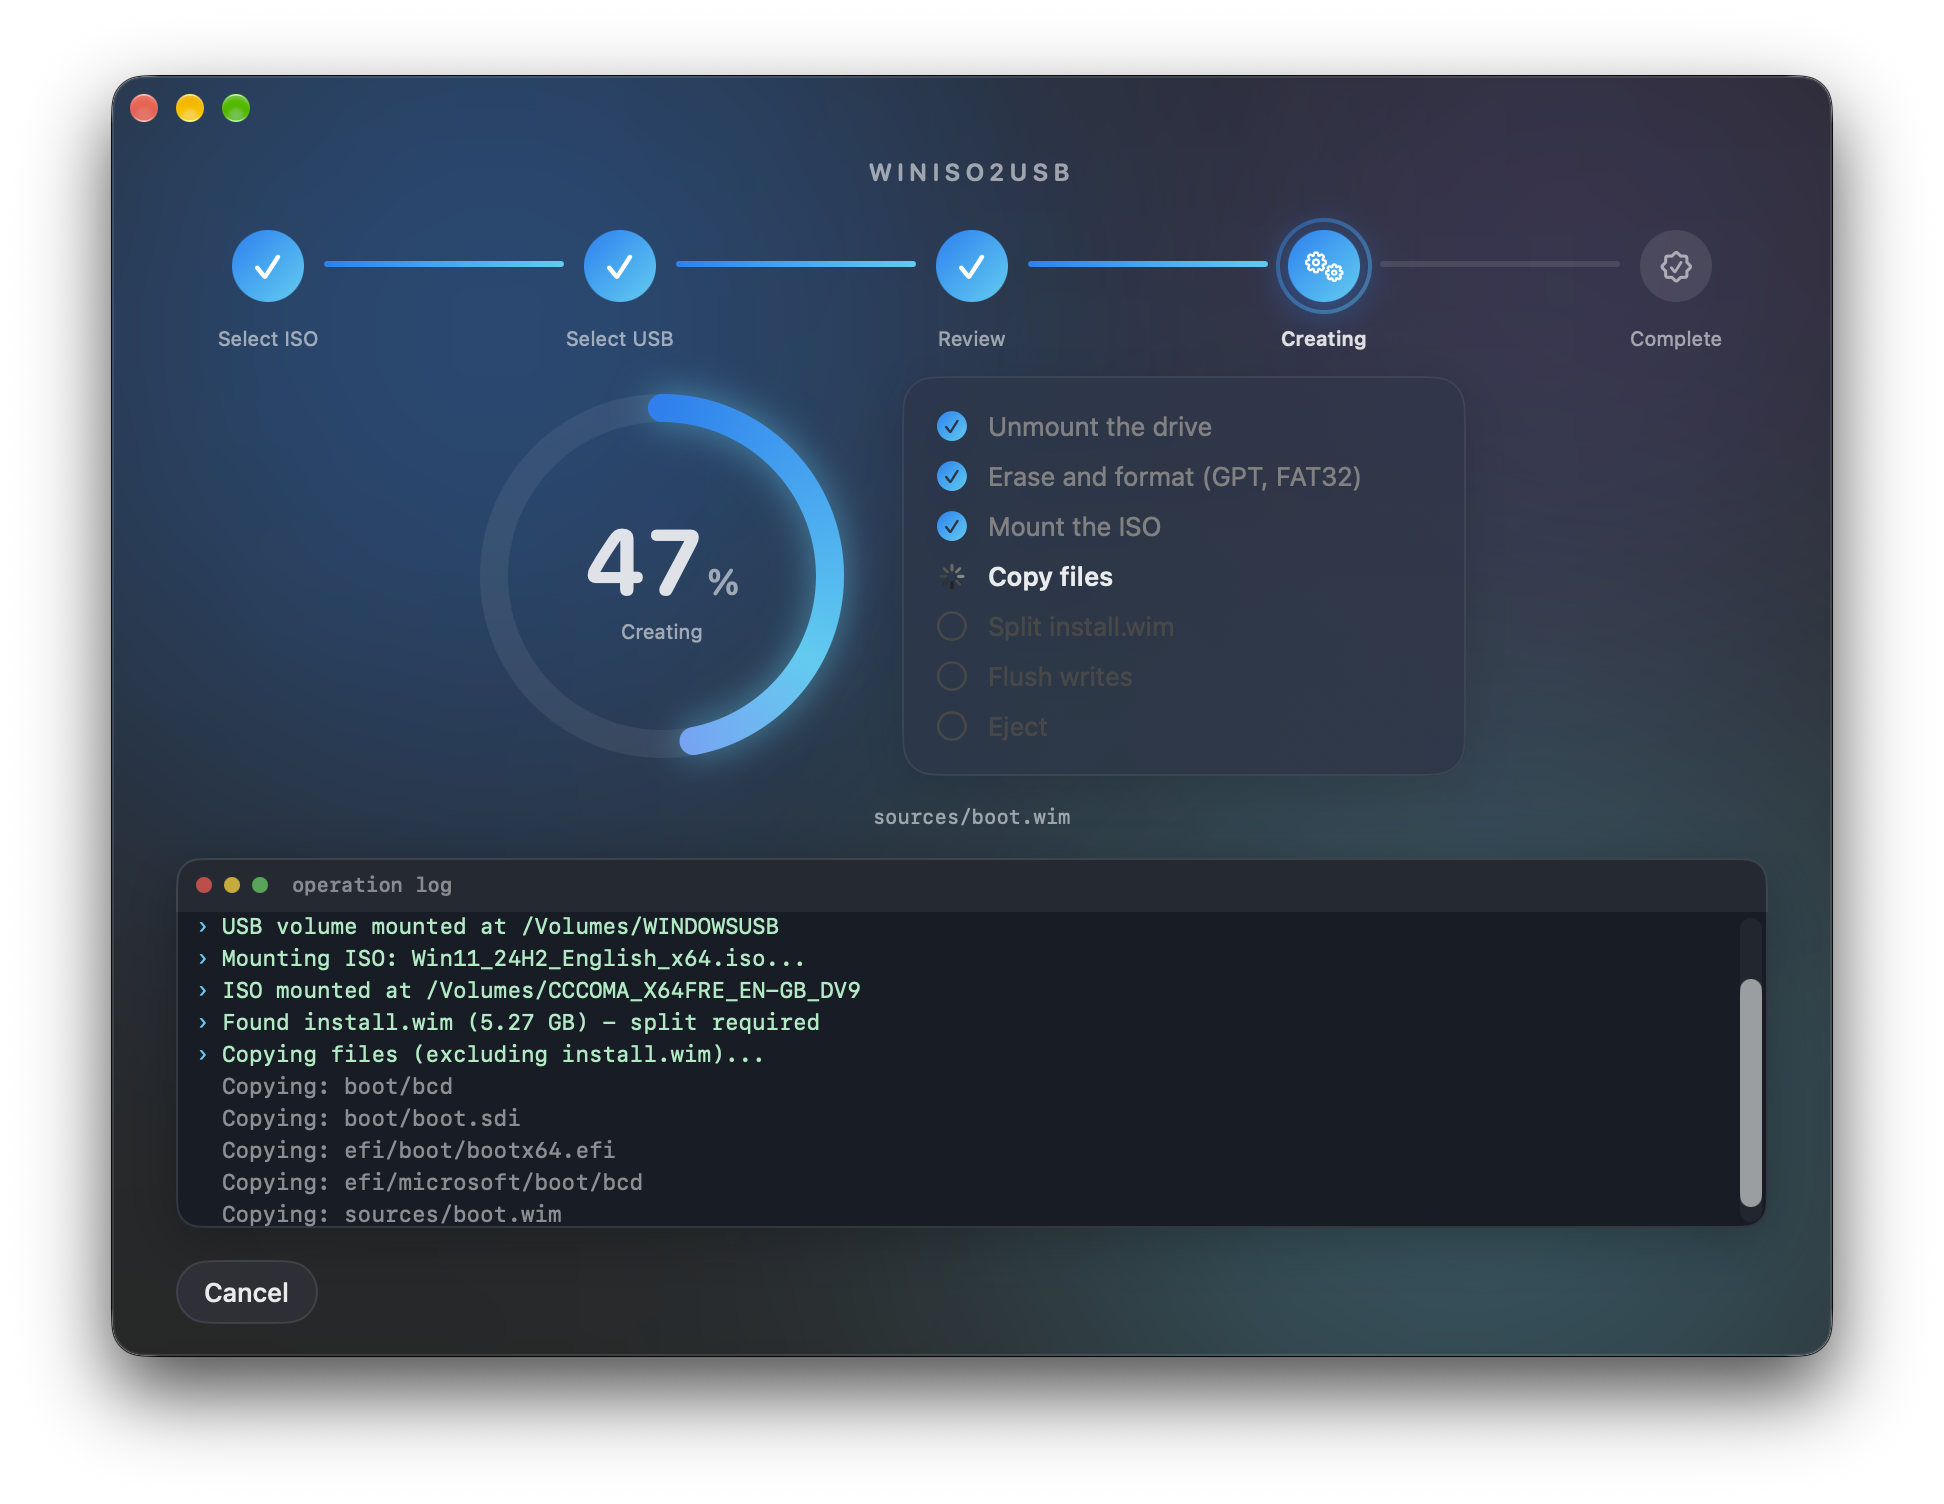 WINISO2USB
Select ISO
Select USB
Review
Creating
Complete
47%
Creating
Unmount the drive
Erase and format (GPT, FAT32)
Mount the ISO
Copy files
Split install.wim
Flush writes
Eject
sources/boot.wim
operation log
› USB volume mounted at /Volumes/WINDOWSUSB
› Mounting ISO: Win11_24H2_English_x64.iso...
› ISO mounted at /Volumes/CCCOMA_X64FRE_EN-GB_DV9
› Found install.wim (5.27 GB) — split required
› Copying files (excluding install.wim)...
Copying: boot/bcd
Copying: boot/boot.sdi
Copying: efi/boot/bootx64.efi
Copying: efi/microsoft/boot/bcd
Copying: sources/boot.wim
Cancel